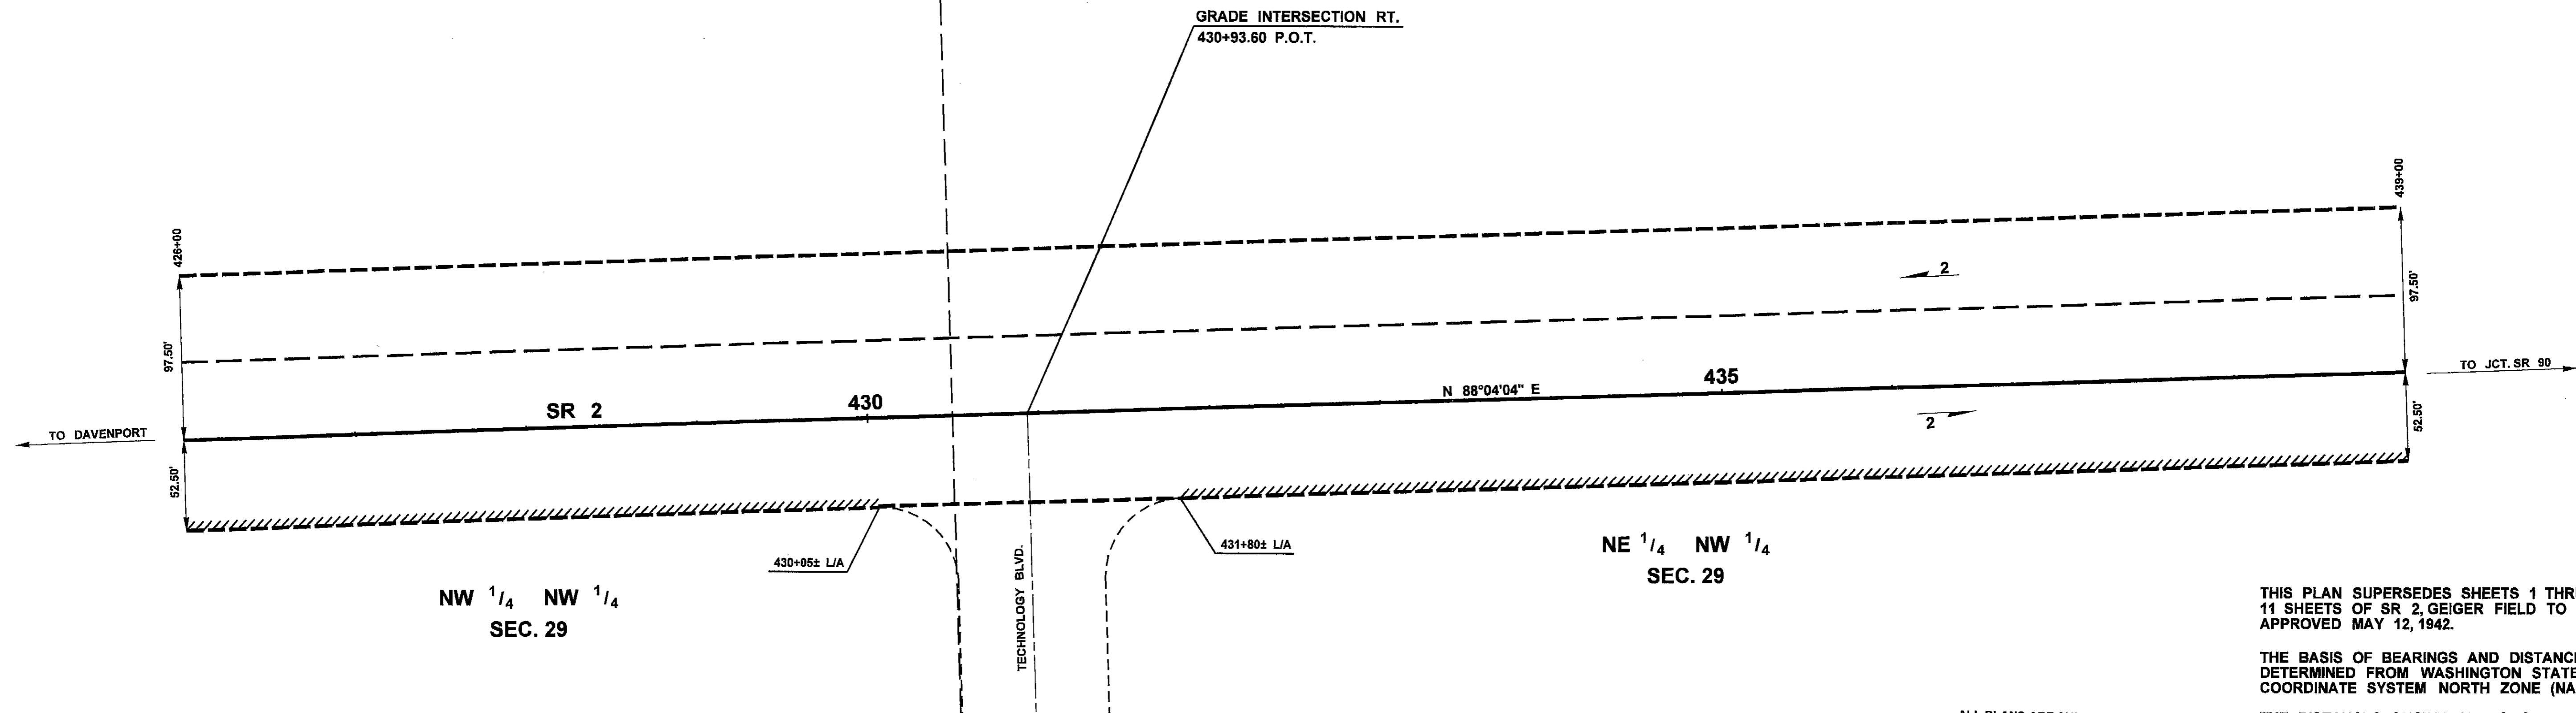 GRADE INTERSECTION RT.
430+93.60 P.O.T.
439+00
426+00
2
97.50'
97.50'
TO JCT. SR 90
435
N 88°04'04" E
430
SR 2
2
52.50'
TO DAVENPORT
52.50'
430+05± L/A
431+80± L/A
TECHNOLOGY BLVD.
NE 1/4 NW 1/4
SEC. 29
NW 1/4 NW 1/4
SEC. 29
THIS PLAN SUPERSEDES SHEETS 1 THR
11 SHEETS OF SR 2, GEIGER FIELD TO
APPROVED MAY 12, 1942.
THE BASIS OF BEARINGS AND DISTANC
DETERMINED FROM WASHINGTON STATE
COORDINATE SYSTEM NORTH ZONE (NA